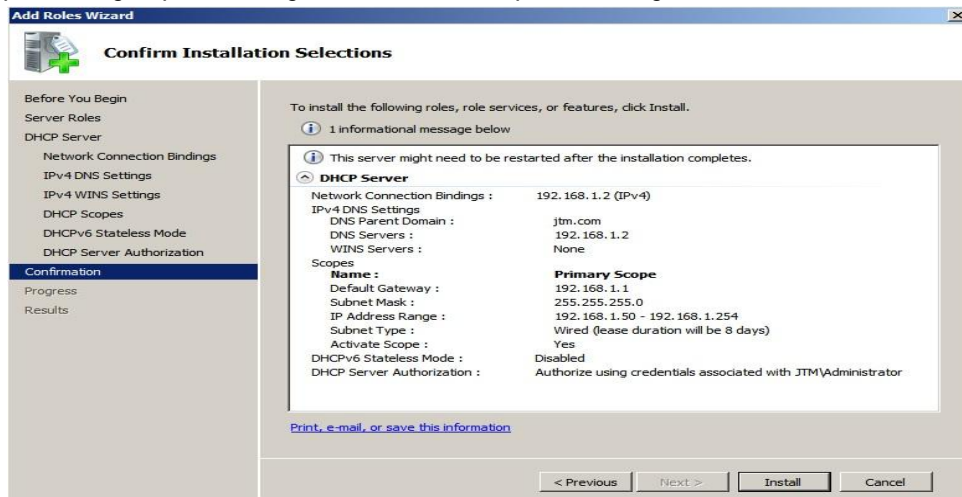 Add Roles Wizard
Confirm Installation Selections
Before You Begin
Server Roles
DHCP Server
Network Connection Bindings
IPv4 DNS Settings
IPv4 WINS Settings
DHCP Scopes
DHCPv6 Stateless Mode
DHCP Server Authorization
Confirmation
Progress
Results
To install the following roles, role services, or features, click Install.
1 informational message below
This server might need to be restarted after the installation completes.
DHCP Server
Network Connection Bindings : 192.168.1.2 (IPv4)
IPv4 DNS Settings
DNS Parent Domain : jtm.com
DNS Servers : 192.168.1.2
WINS Servers : None
Scopes
Name : Primary Scope
Default Gateway : 192.168.1.1
Subnet Mask : 255.255.255.0
IP Address Range : 192.168.1.50 - 192.168.1.254
Subnet Type : Wired (lease duration will be 8 days)
Activate Scope : Yes
DHCPv6 Stateless Mode : Disabled
DHCP Server Authorization : Authorize using credentials associated with JTM\Administrator
Print, e-mail, or save this information
< Previous Next > Install Cancel